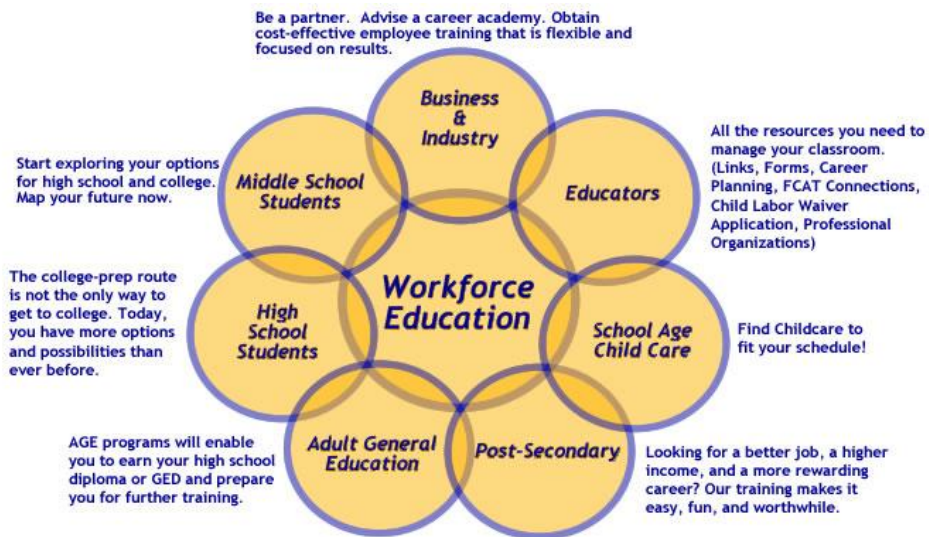 Be a partner.  Advise a career academy. Obtain
cost-effective employee training that is flexible and
focused on results.
Business
&
Industry
All the resources you need to
manage your classroom.
(Links, Forms, Career
Planning, FCAT Connections,
Child Labor Waiver
Application, Professional
Organizations)
Educators
Start exploring your options
for high school and college.
Map your future now.
Middle School
Students
Workforce
Education
The college-prep route
is not the only way to
get to college. Today,
you have more options
and possibilities than
ever before.
High
School
Students
School Age
Child Care
Find Childcare to
fit your schedule!
AGE programs will enable
you to earn your high school
diploma or GED and prepare
you for further training.
Adult General
Education
Post-Secondary
Looking for a better job, a higher
income, and a more rewarding
career? Our training makes it
easy, fun, and worthwhile.